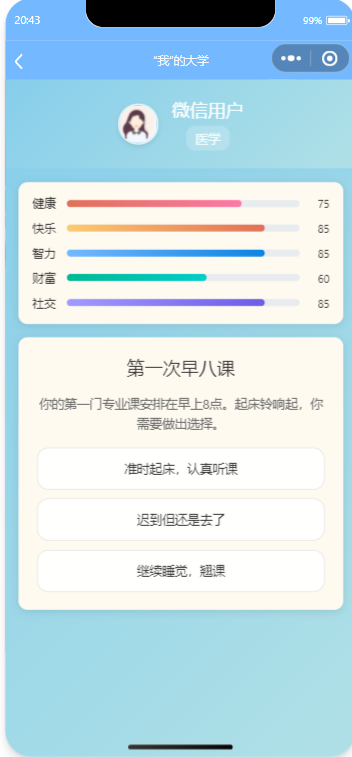 20:43
99%
"我"的大学
微信用户
医学
健康 75
快乐 85
智力 85
财富 60
社交 85
第一次早八课
你的第一门专业课安排在早上8点。起床铃响起，你
需要做出选择。
准时起床，认真听课
迟到但还是去了
继续睡觉，翘课